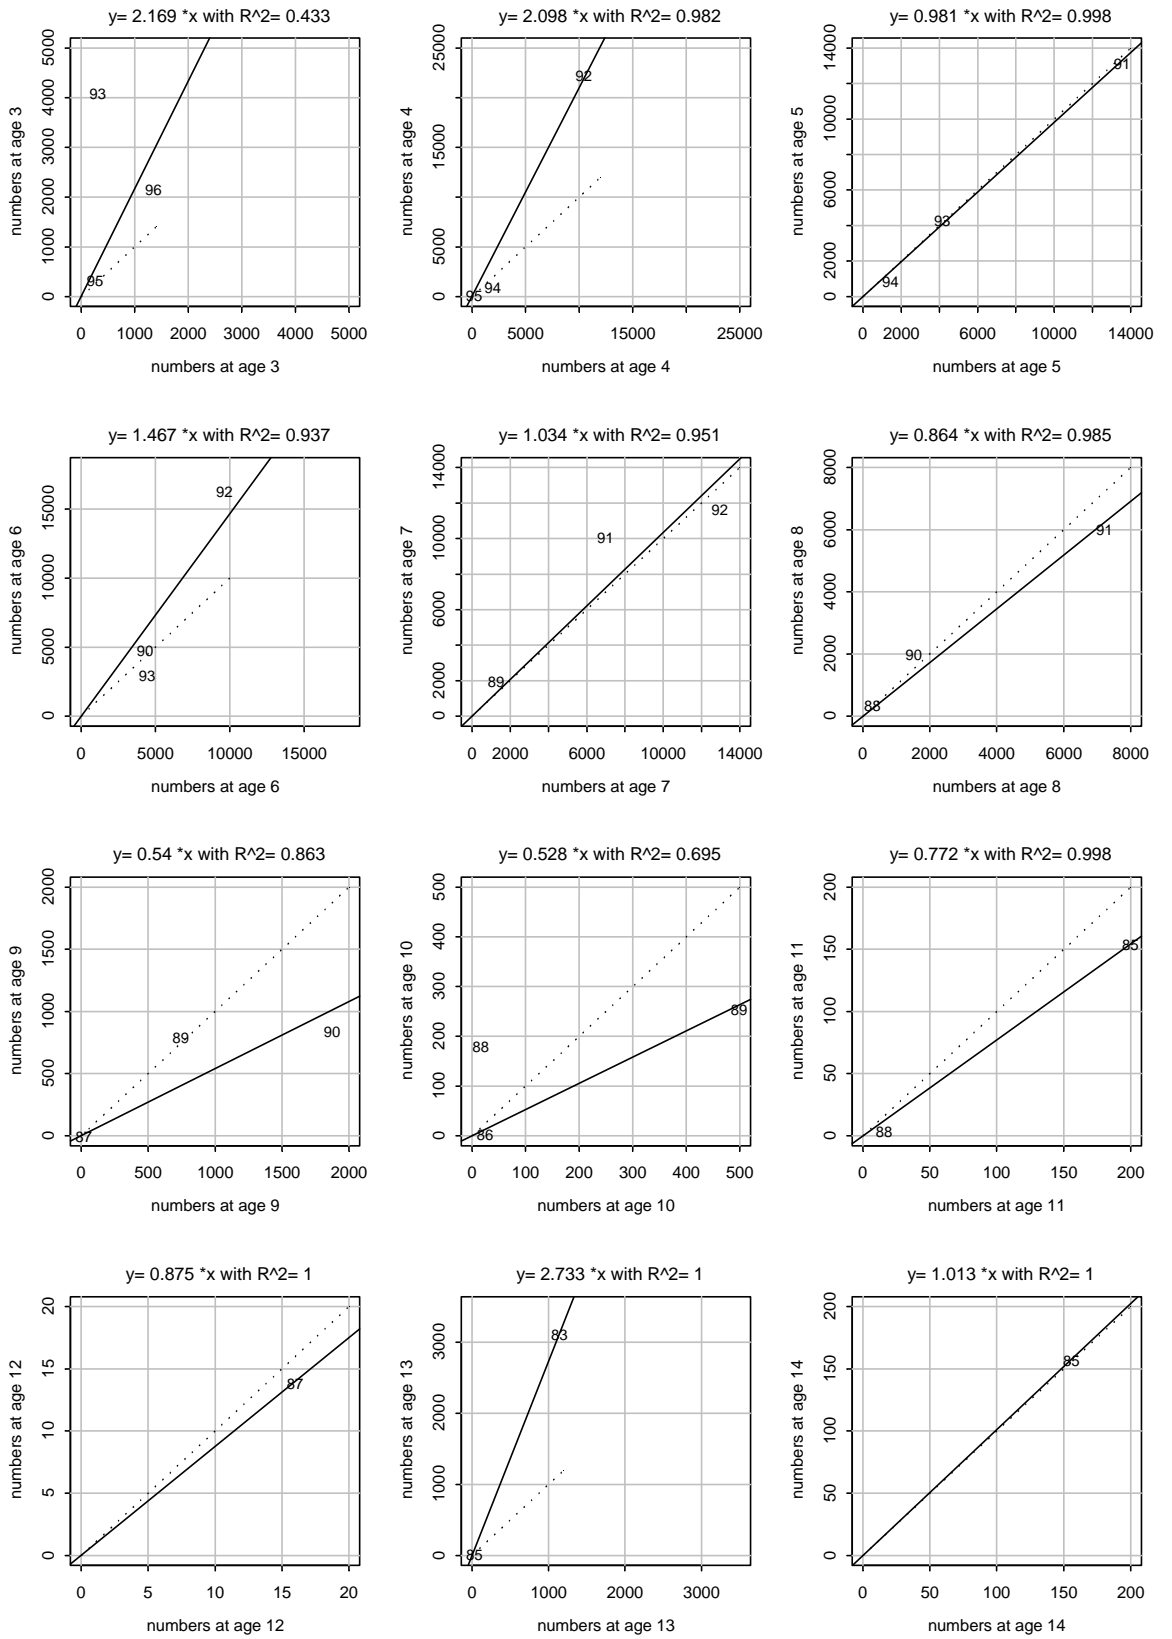 y= 2.169 *x with R^2= 0.433
numbers at age 3
5000
4000
3000
2000
1000
0
93
96
95
0 1000 2000 3000 4000 5000
numbers at age 3
y= 2.098 *x with R^2= 0.982
numbers at age 4
25000
15000
5000
0
92
94
95
0 5000 15000 25000
numbers at age 4
y= 0.981 *x with R^2= 0.998
numbers at age 5
14000
10000
6000
2000
0
91
93
94
0 2000 6000 10000 14000
numbers at age 5
y= 1.467 *x with R^2= 0.937
numbers at age 6
15000
10000
5000
0
92
90
93
0 5000 10000 15000
numbers at age 6
y= 1.034 *x with R^2= 0.951
numbers at age 7
14000
10000
6000
2000
0
91
92
89
0 2000 6000 10000 14000
numbers at age 7
y= 0.864 *x with R^2= 0.985
numbers at age 8
8000
6000
4000
2000
0
91
90
88
0 2000 4000 6000 8000
numbers at age 8
y= 0.54 *x with R^2= 0.863
numbers at age 9
2000
1500
1000
500
0
89
90
87
0 500 1000 1500 2000
numbers at age 9
y= 0.528 *x with R^2= 0.695
numbers at age 10
500
400
300
200
100
0
89
88
86
0 100 200 300 400 500
numbers at age 10
y= 0.772 *x with R^2= 0.998
numbers at age 11
200
150
100
50
0
85
88
0 50 100 150 200
numbers at age 11
y= 0.875 *x with R^2= 1
numbers at age 12
20
15
10
5
0
87
0 5 10 15 20
numbers at age 12
y= 2.733 *x with R^2= 1
numbers at age 13
3000
2000
1000
0
83
85
0 1000 2000 3000
numbers at age 13
y= 1.013 *x with R^2= 1
numbers at age 14
200
150
100
50
0
85
0 50 100 150 200
numbers at age 14